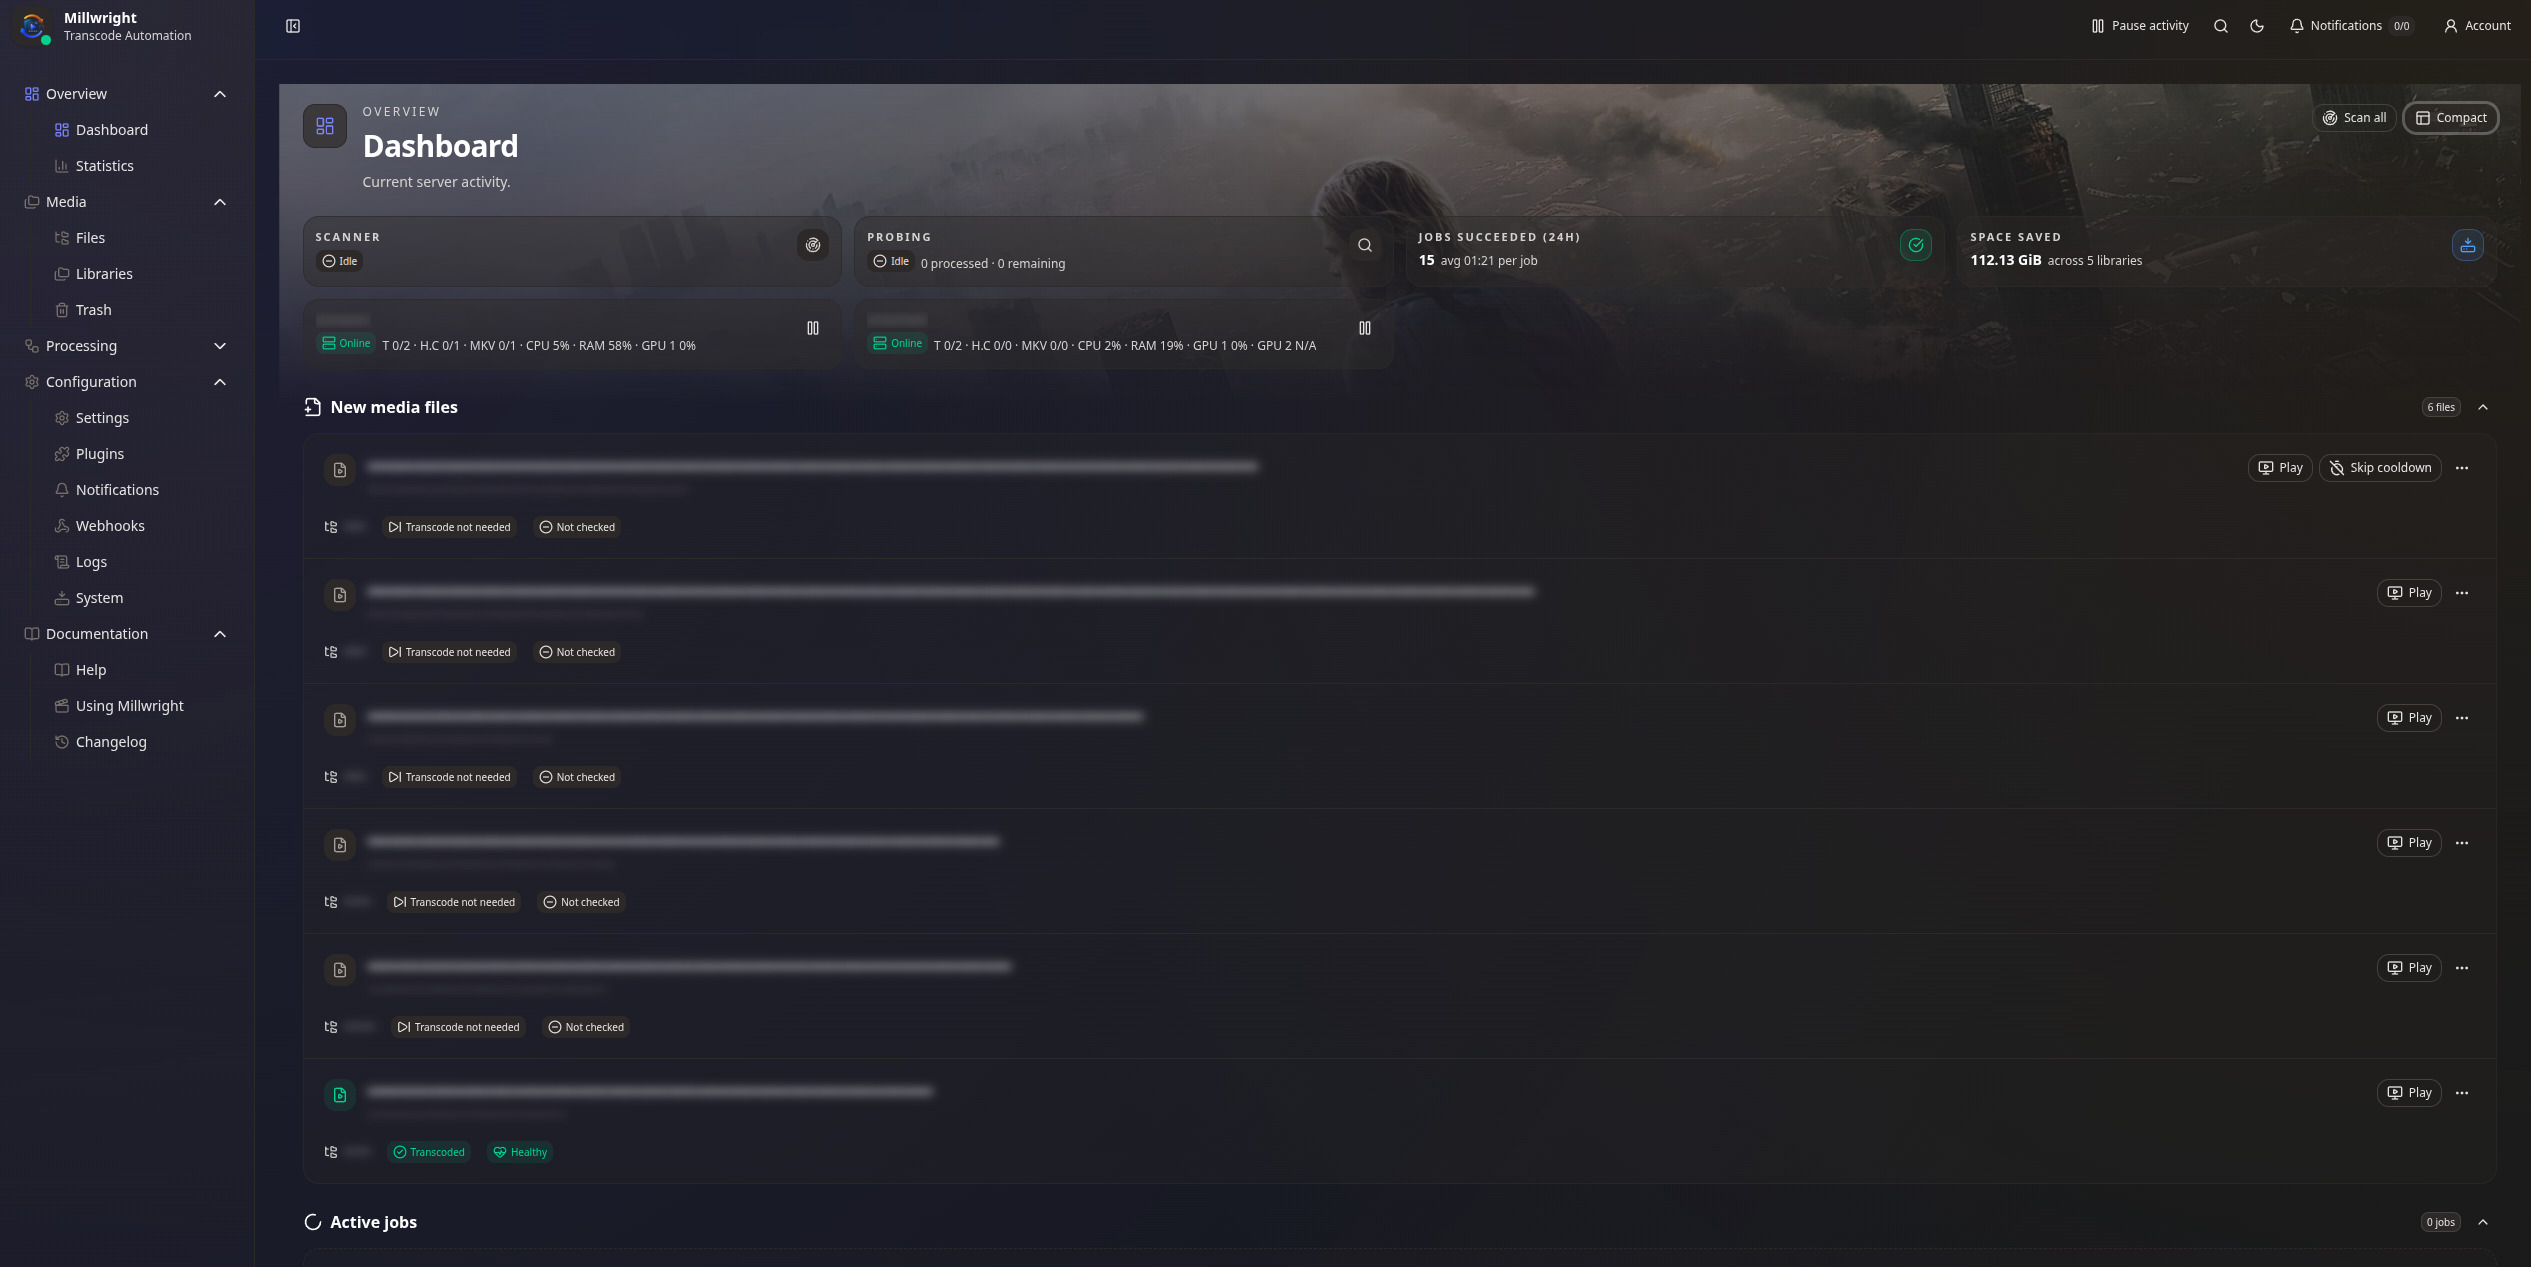 Millwright
Transcode Automation
Pause activity
Notifications 0/0
Account
Overview
Dashboard
Statistics
Media
Files
Libraries
Trash
Processing
Configuration
Settings
Plugins
Notifications
Webhooks
Logs
System
Documentation
Help
Using Millwright
Changelog
OVERVIEW
Dashboard
Current server activity.
Scan all
Compact
SCANNER
Idle
PROBING
Idle 0 processed · 0 remaining
JOBS SUCCEEDED (24H)
15 avg 01:21 per job
SPACE SAVED
112.13 GiB across 5 libraries
Online T 0/2 · H.C 0/1 · MKV 0/1 · CPU 5% · RAM 58% · GPU 1 0%
Online T 0/2 · H.C 0/0 · MKV 0/0 · CPU 2% · RAM 19% · GPU 1 0% · GPU 2 N/A
New media files
6 files
Play Skip cooldown
Transcode not needed Not checked
Play
Transcode not needed Not checked
Play
Transcode not needed Not checked
Play
Transcode not needed Not checked
Play
Transcode not needed Not checked
Play
Transcoded Healthy
Active jobs
0 jobs